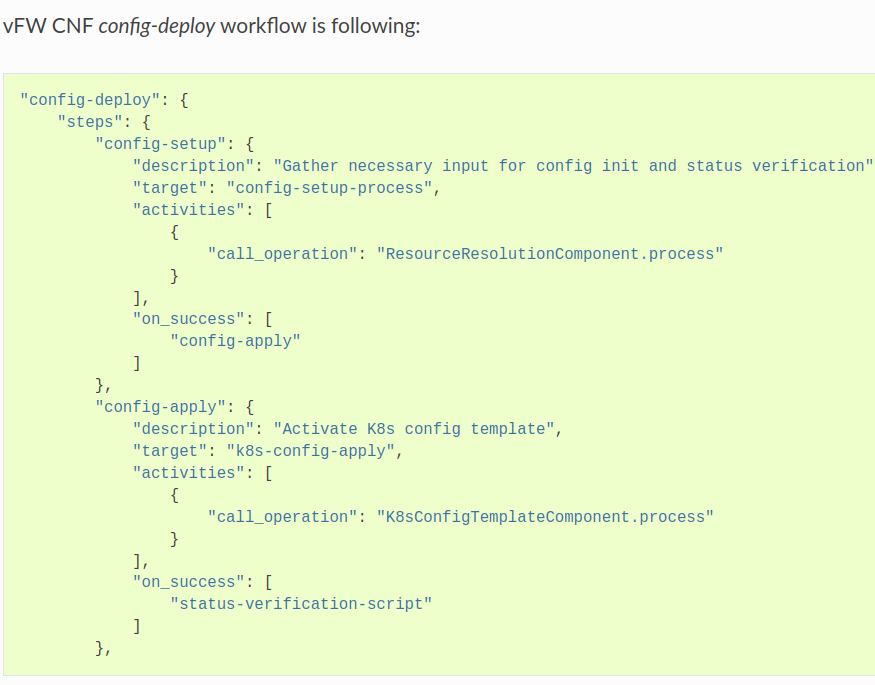 vFW CNF config-deploy workflow is following:
"config-deploy": {
    "steps": {
        "config-setup": {
            "description": "Gather necessary input for config init and status verification"
            "target": "config-setup-process",
            "activities": [
                {
                    "call_operation": "ResourceResolutionComponent.process"
                }
            ],
            "on_success": [
                "config-apply"
            ]
        },
        "config-apply": {
            "description": "Activate K8s config template",
            "target": "k8s-config-apply",
            "activities": [
                {
                    "call_operation": "K8sConfigTemplateComponent.process"
                }
            ],
            "on_success": [
                "status-verification-script"
            ]
        },